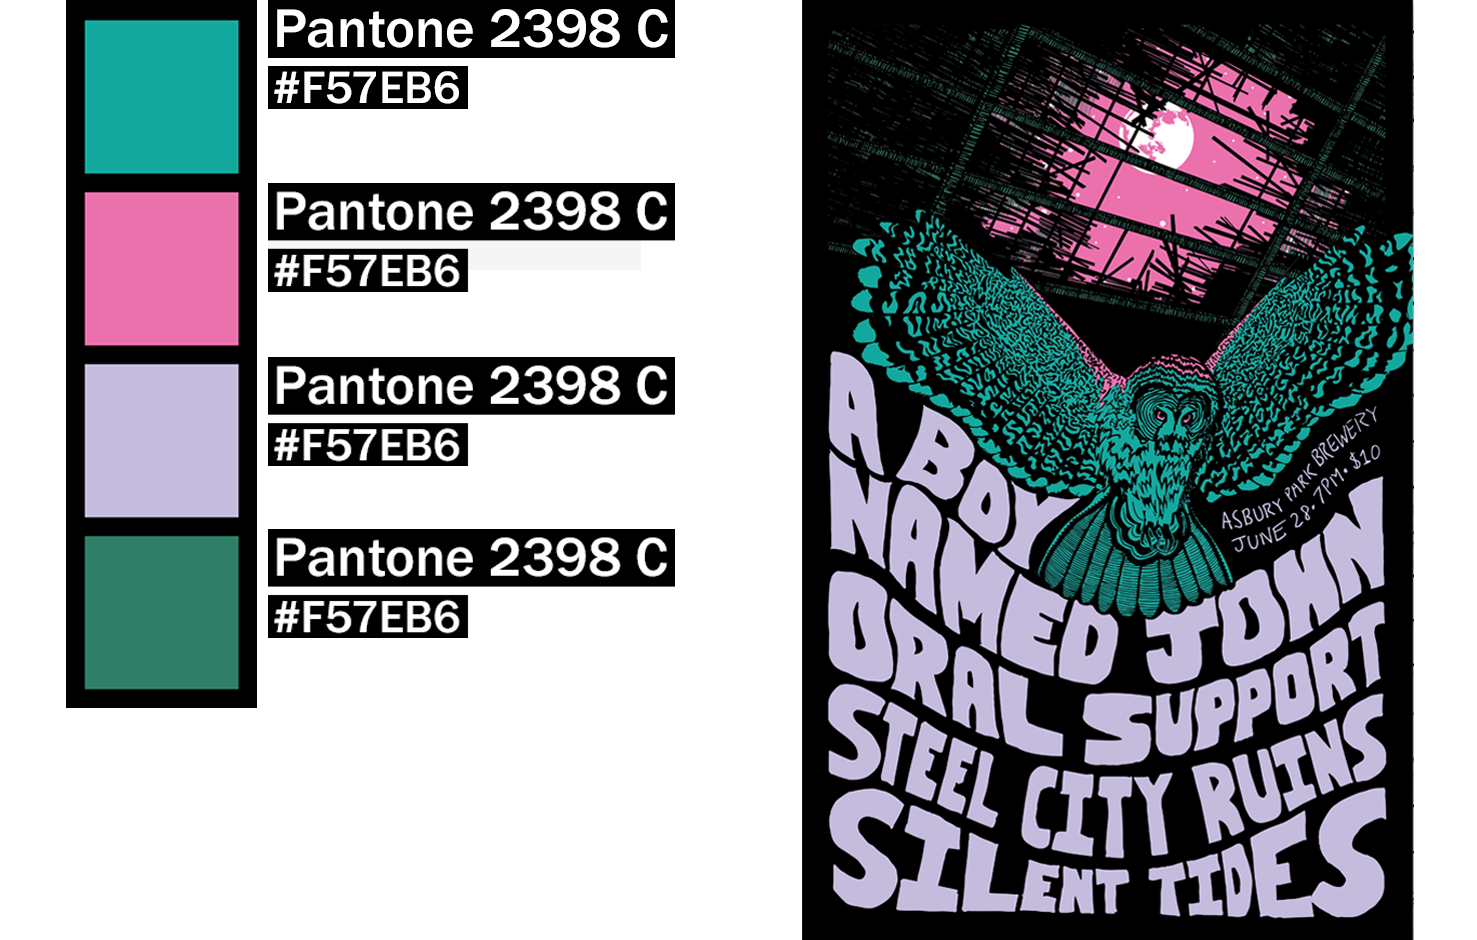 Pantone 2398 C
#F57EB6
Pantone 2398 C
#F57EB6
Pantone 2398 C
#F57EB6
Pantone 2398 C
#F57EB6
ASBURY PARK BREWERY
JUNE 28 · 7PM · $10
A BOY
NAMED JOHN
ORAL SUPPORT
STEEL CITY RUINS
SILENT TIDES